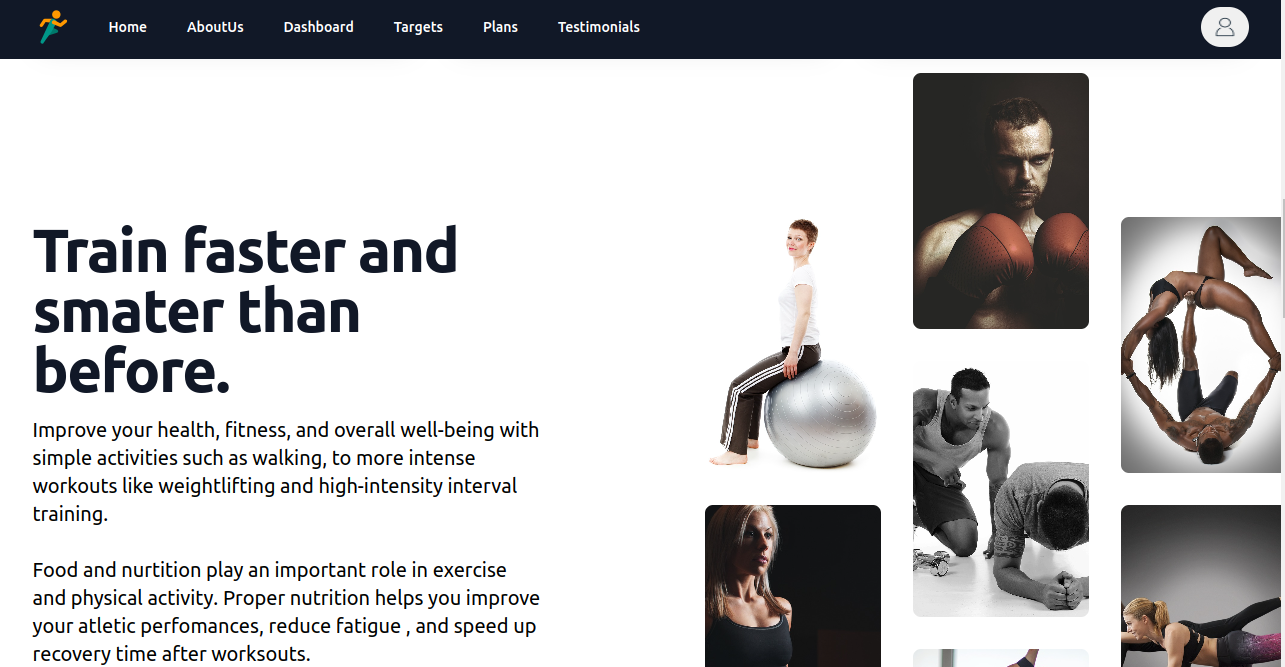 Home AboutUs Dashboard Targets Plans Testimonials
Train faster and
smater than
before.
Improve your health, fitness, and overall well-being with
simple activities such as walking, to more intense
workouts like weightlifting and high-intensity interval
training.
Food and nurtition play an important role in exercise
and physical activity. Proper nutrition helps you improve
your atletic perfomances, reduce fatigue , and speed up
recovery time after worksouts.